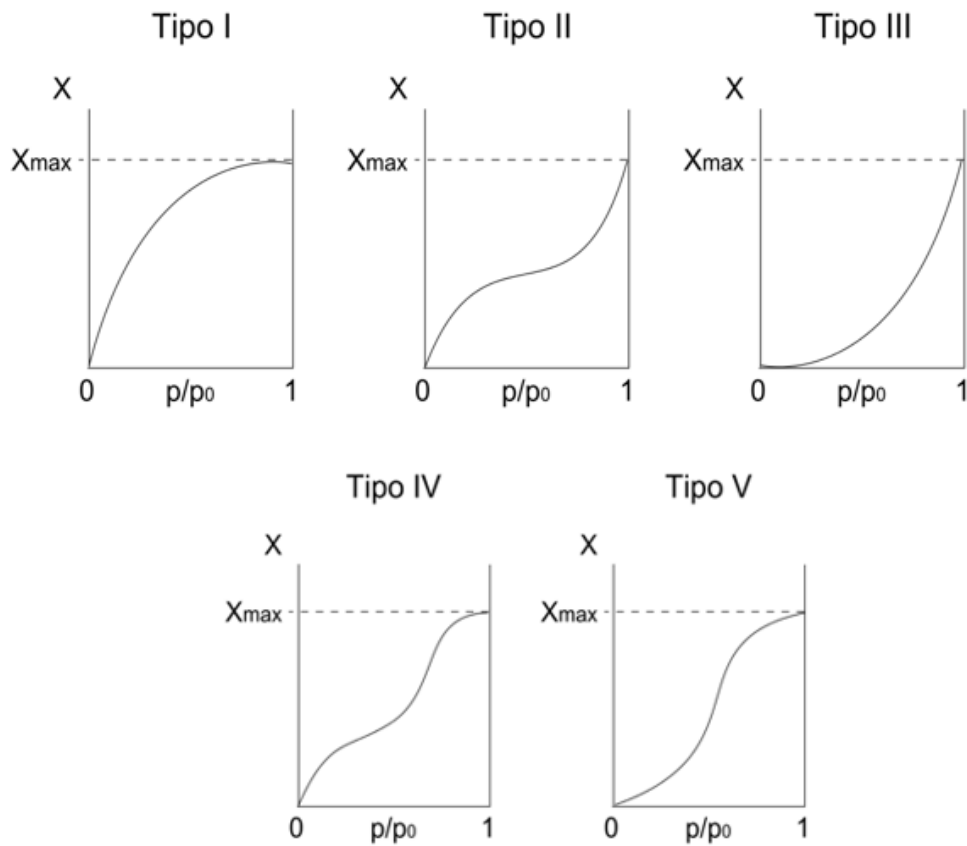 Tipo I Tipo II Tipo III
X X X
Xmax Xmax Xmax
0 p/p0 1 0 p/p0 1 0 p/p0 1
Tipo IV Tipo V
X X
Xmax Xmax
0 p/p0 1 0 p/p0 1